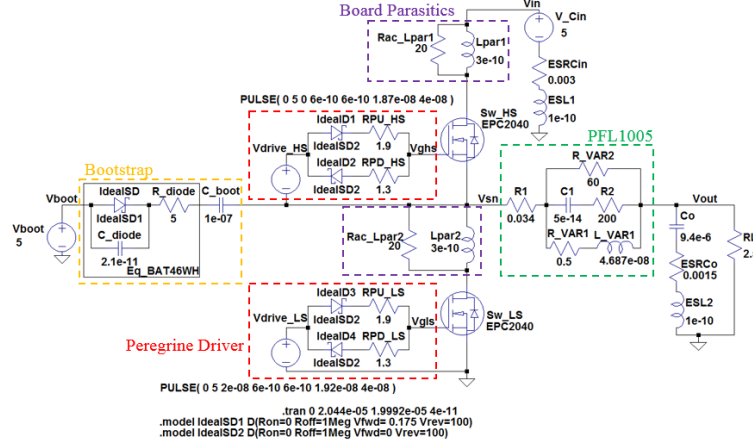 Board Parasitics
Vin
V_Cin
5
Rac_Lpar1
20
Lpar1
3e-10
ESRCin
0.003
ESL1
1e-10
PULSE( 0 5 0 6e-10 6e-10 1.87e-08 4e-08 )
Sw_HS
EPC2040
IdealD1
RPU_HS
IdealSD2
1.9
Vdrive_HS
IdealD2
RPD_HS
Vghs
IdealSD2
1.3
PFL1005
R_VAR2
60
Bootstrap
IdealSD
R_diode
C_boot
Vboot
IdealSD1
5
1e-07
C_diode
2.1e-11
Eq_BAT46WH
Vboot
5
Vsn
R1
0.034
C1
5e-14
R2
200
R_VAR1
0.5
L_VAR1
4.687e-08
Vout
Co
9.4e-6
ESRCo
0.0015
ESL2
1e-10
Rac_Lpar2
20
Lpar2
3e-10
IdealD3
RPU_LS
IdealSD2
1.9
Vdrive_LS
IdealD4
RPD_LS
Vgls
IdealSD2
1.3
Sw_LS
EPC2040
Peregrine Driver
PULSE( 0 5 2e-08 6e-10 6e-10 1.92e-08 4e-08 )
.tran 0 2.044e-05 1.9992e-05 4e-11
.model IdealSD1 D(Ron=0 Roff=1Meg Vfwd= 0.175 Vrev=100)
.model IdealSD2 D(Ron=0 Roff=1Meg Vfwd=0 Vrev=100)